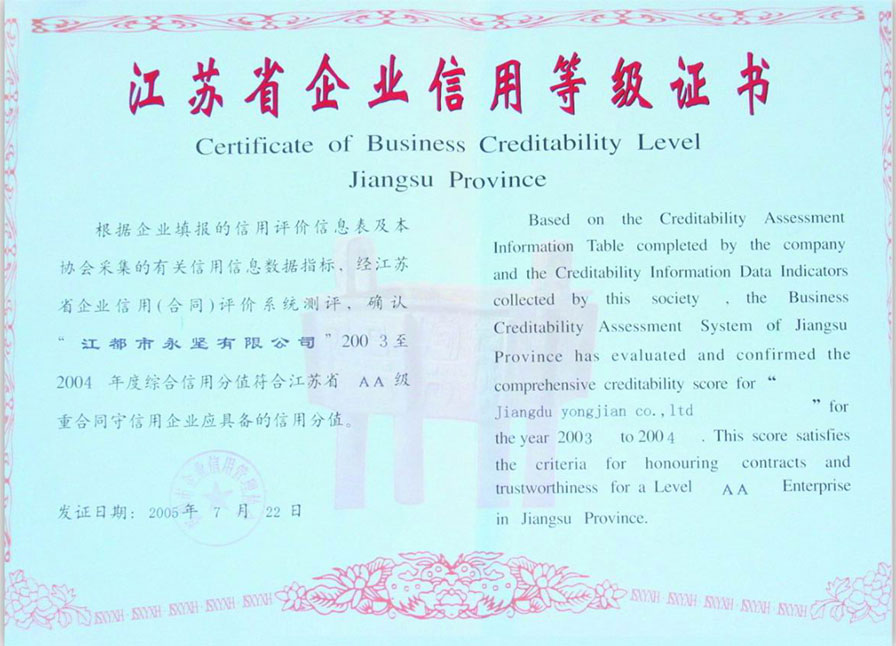 江苏省企业信用等级证书
Certificate of Business Creditability Level
Jiangsu Province
根据企业填报的信用评价信息表及本
协会采集的有关信用信息数据指标，经江苏
省企业信用(合同)评价系统测评，确认
“江都市永坚有限公司”2003至
2004 年度综合信用分值符合江苏省 AA 级
重合同守信用企业应具备的信用分值。
发证日期：2005年 7 月 22 日
Based on the Creditability Assessment
Information Table completed by the company
and the Creditability Information Data Indicators
collected by this society , the Business
Creditability Assessment System of Jiangsu
Province has evaluated and confirmed the
comprehensive creditability score for “
Jiangdu yongjian co.,ltd ” for
the year 2003 to 2004 . This score satisfies
the criteria for honouring contracts and
trustworthiness for a Level AA Enterprise
in Jiangsu Province.